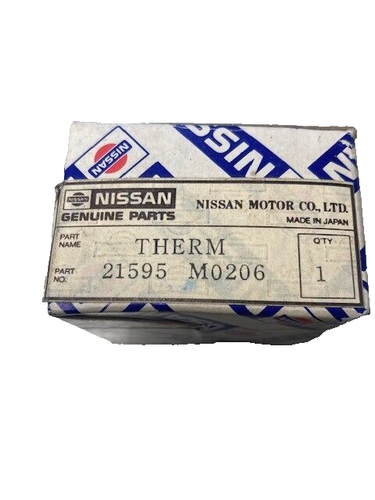 NISSAN
NISSAN
NISSAN
NISSAN MOTOR CO., LTD.
GENUINE PARTS
MADE IN JAPAN
PART NAME
THERM
Q'TY
PART NO.
21595 M0206
1